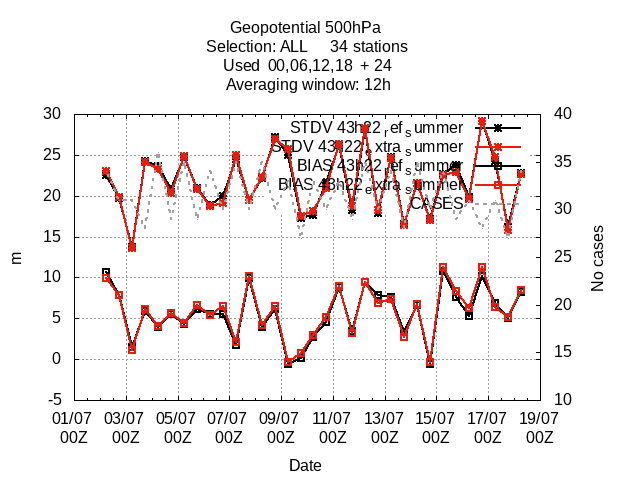 Geopotential 500hPa
Selection: ALL 34 stations
Used 00,06,12,18 + 24
Averaging window: 12h
30
25
20
15
10
5
0
-5
m
40
35
30
25
20
15
10
No cases
STDV 43h22_ref_summer
STDV 43h22_extra_summer
BIAS 43h22_ref_summer
BIAS 43h22_extra_summer
CASES
01/07 03/07 05/07 07/07 09/07 11/07 13/07 15/07 17/07 19/07
00Z 00Z 00Z 00Z 00Z 00Z 00Z 00Z 00Z 00Z
Date